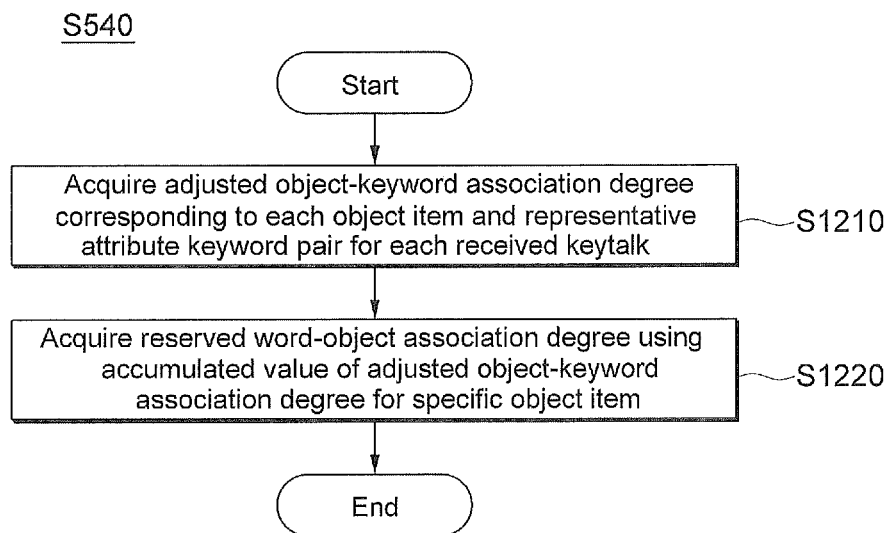 S540
Start
Acquire adjusted object-keyword association degree
corresponding to each object item and representative
attribute keyword pair for each received keytalk
S1210
Acquire reserved word-object association degree using
accumulated value of adjusted object-keyword
association degree for specific object item
S1220
End